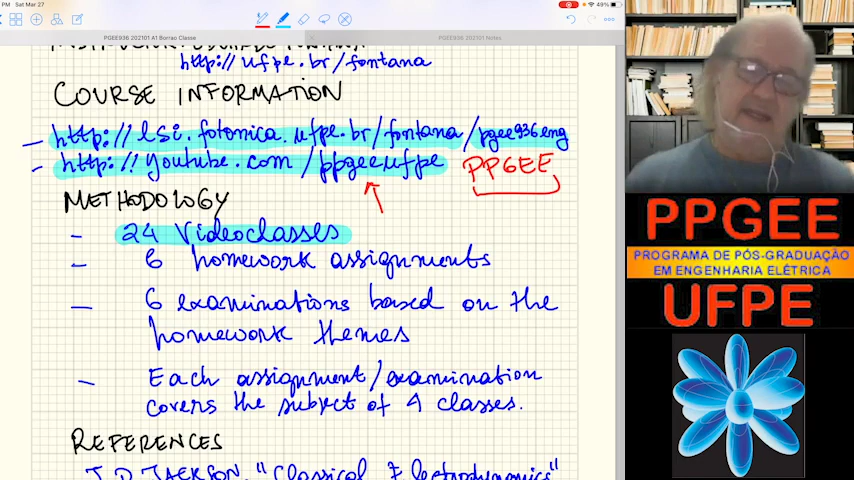 PM Sat Mar 27
49%
PGEE936 202101 A1 Borrao Classe
PGEE936 202101 Notes
http://ufpe.br/fontana
COURSE INFORMATION
- http://lsi.fotonica.ufpe.br/fontana/pgee936eng
- http://youtube.com/ppgeeufpe PPGEE
METHODOLOGY
- 24 Videoclasses
- 6 homework assignments
- 6 examinations based on the
homework themes
- Each assignment/examination
covers the subject of 4 classes.
REFERENCES
J.D. JACKSON, "Classical Electrodynamics"
PPGEE
PROGRAMA DE PÓS-GRADUAÇÃO
EM ENGENHARIA ELÉTRICA
UFPE